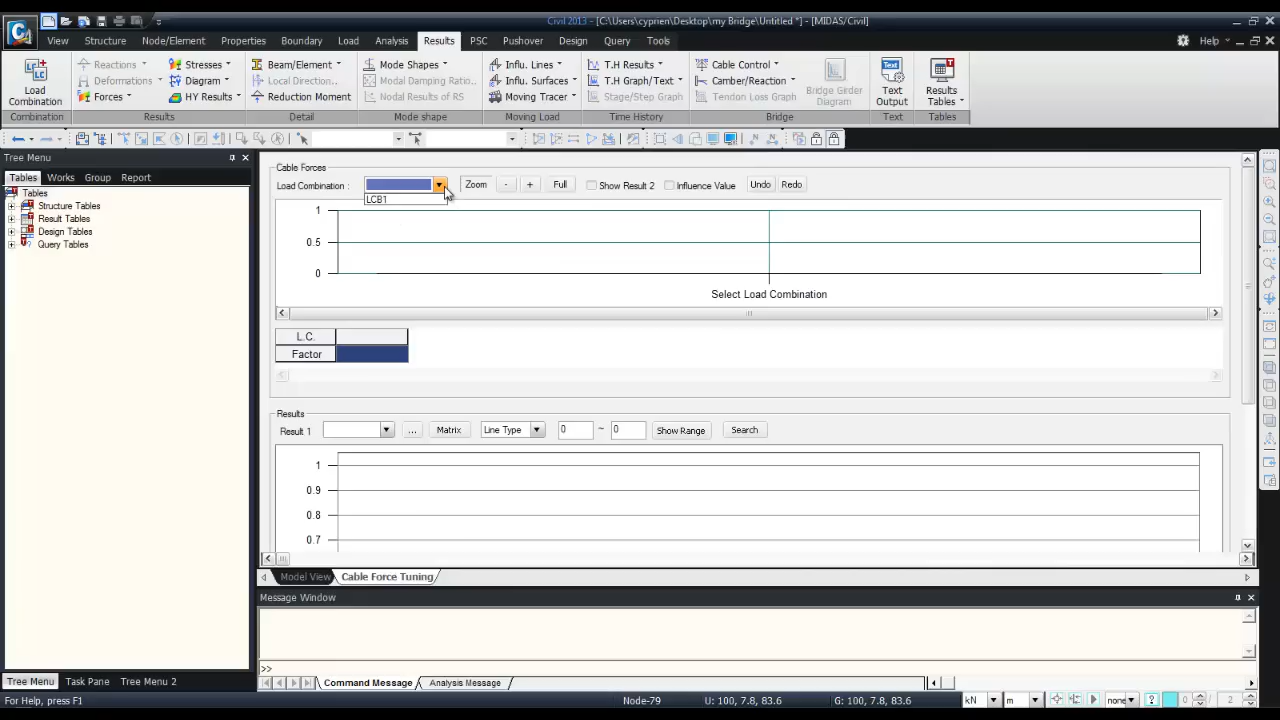 Civil 2013 - [C:\Users\cyprien\Desktop\my Bridge\Untitled *] - [MIDAS/Civil]
View Structure Node/Element Properties Boundary Load Analysis Results PSC Pushover Design Query Tools Help
Load Combination
Combination
Reactions
Deformations
Forces
Stresses
Diagram
HY Results
Results
Beam/Element
Local Direction...
Reduction Moment
Detail
Mode Shapes
Modal Damping Ratio...
Nodal Results of RS
Mode shape
Influ. Lines
Influ. Surfaces
Moving Tracer
Moving Load
T.H Results
T.H Graph/Text
Stage/Step Graph
Time History
Cable Control
Camber/Reaction
Tendon Loss Graph
Bridge Girder Diagram
Bridge
Text Output
Text
Results Tables
Tables
Tree Menu
Tables Works Group Report
Tables
Structure Tables
Result Tables
Design Tables
Query Tables
Cable Forces
Load Combination : Zoom - + Full Show Result 2 Influence Value Undo Redo
LCB1
1
0.5
0
Select Load Combination
L.C.
Factor
Results
Result 1 ... Matrix Line Type 0 ~ 0 Show Range Search
1
0.9
0.8
0.7
Model View Cable Force Tuning
Message Window
>>
Tree Menu Task Pane Tree Menu 2 Command Message Analysis Message
For Help, press F1 Node-79 U: 100, 7.8, 83.6 G: 100, 7.8, 83.6 kN m none ? 0 / 2